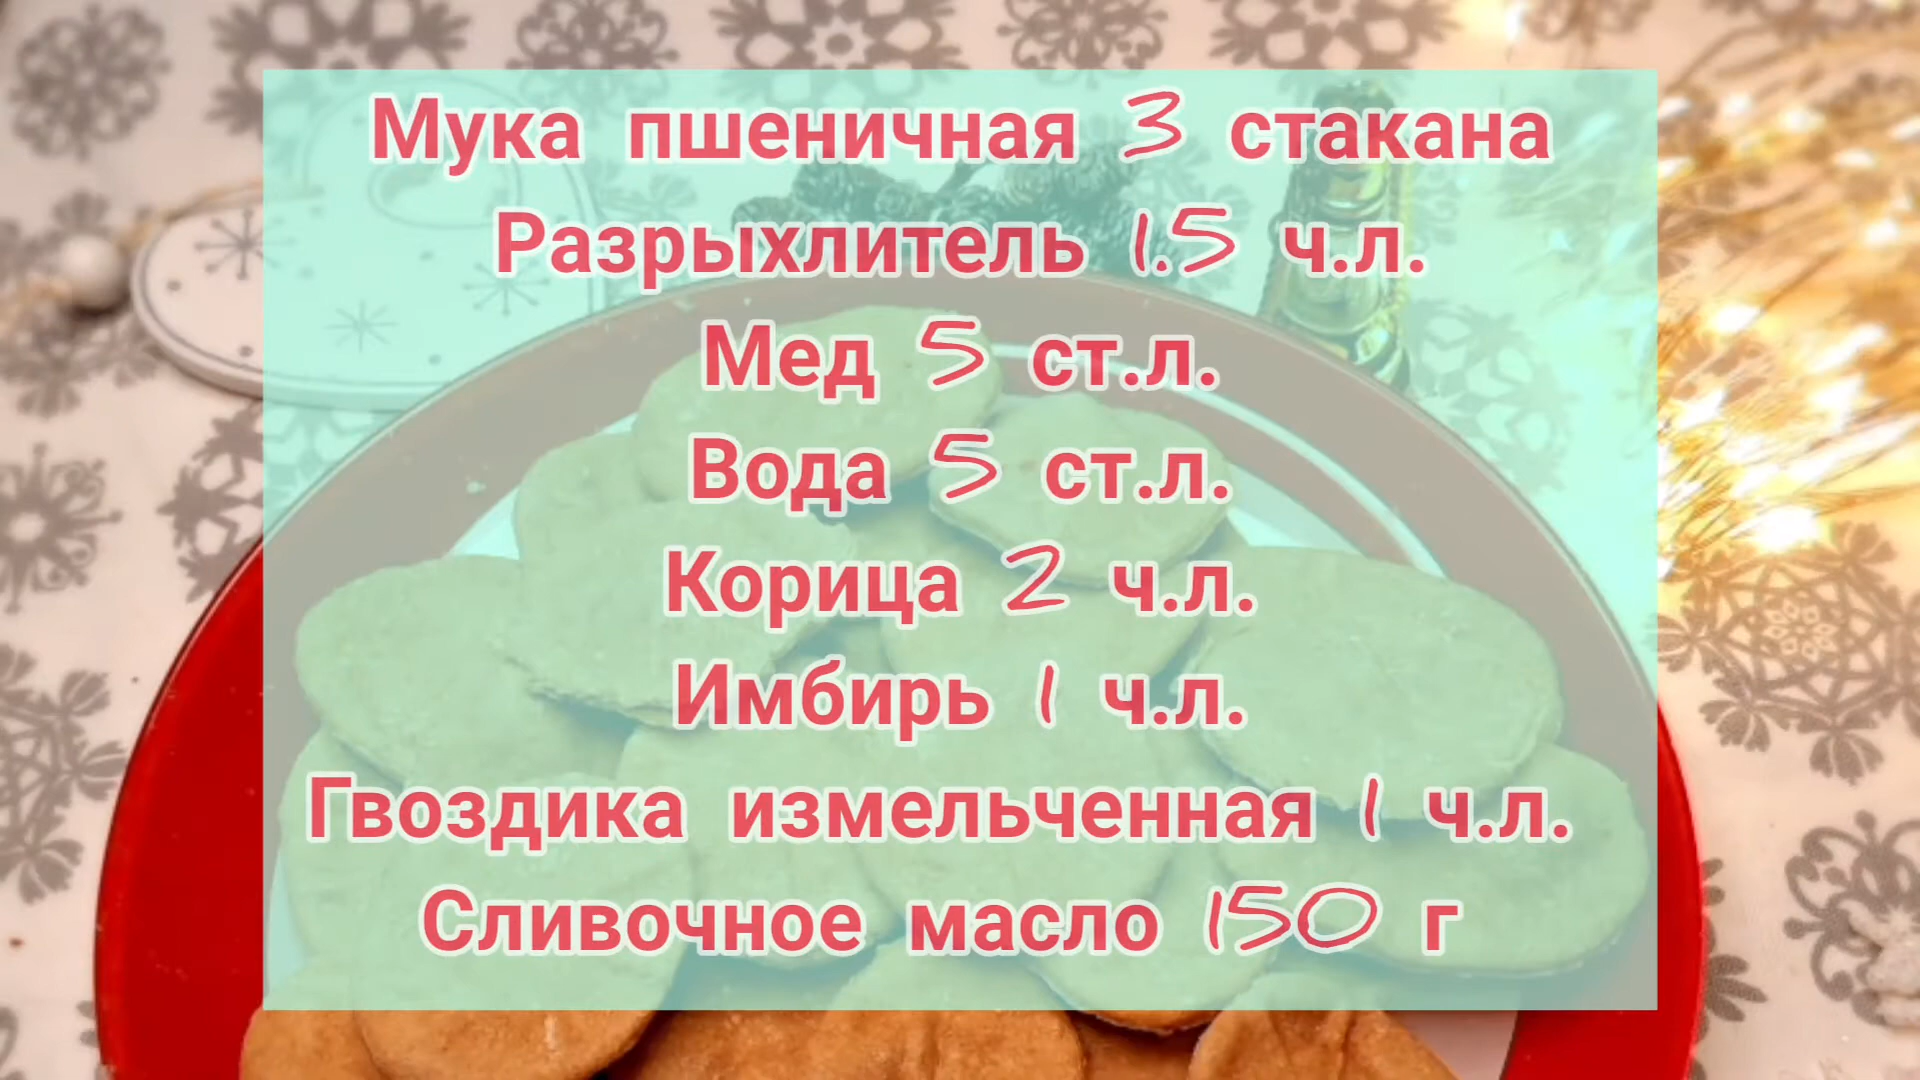 Мука пшеничная 3 стакана
Разрыхлитель 1.5 ч.л.
Мед 5 ст.л.
Вода 5 ст.л.
Корица 2 ч.л.
Имбирь 1 ч.л.
Гвоздика измельченная 1 ч.л.
Сливочное масло 150 г